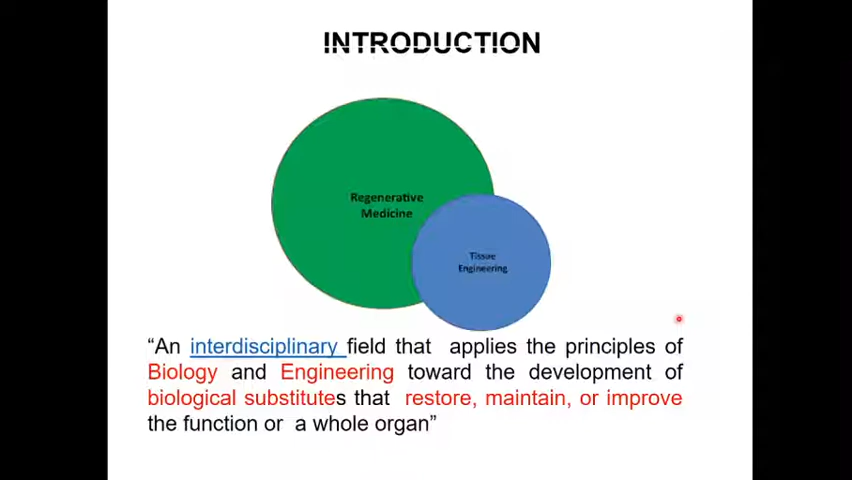 INTRODUCTION
Regenerative
Medicine
Tissue
Engineering
“An interdisciplinary field that applies the principles of
Biology and Engineering toward the development of
biological substitutes that restore, maintain, or improve
the function or a whole organ”